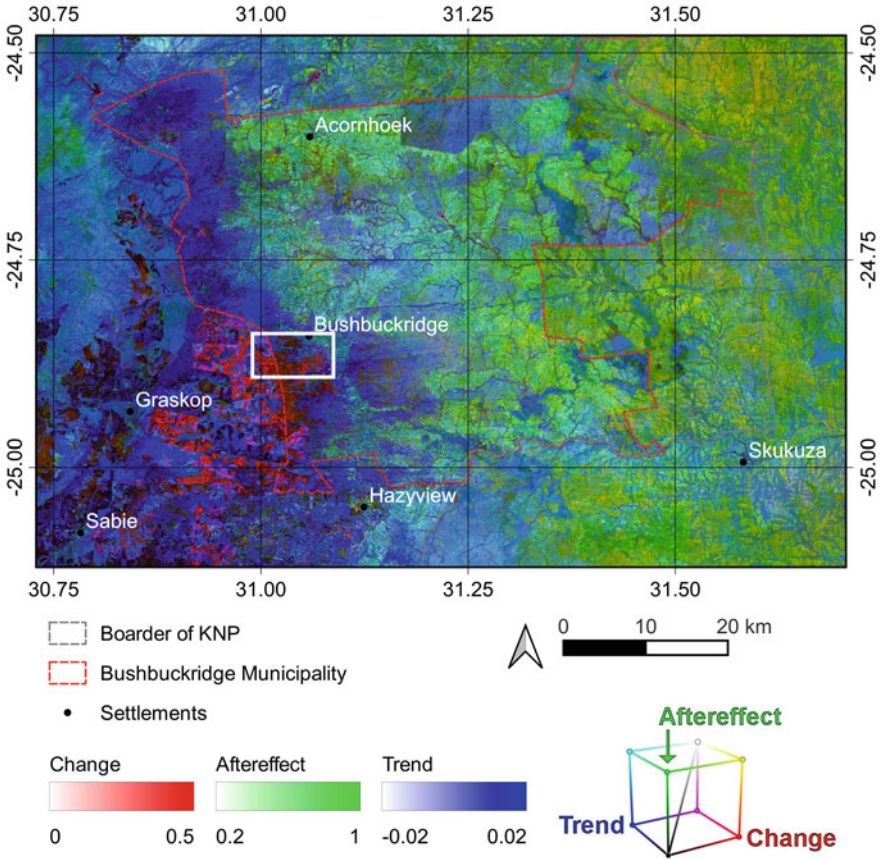 30.75 31.00 31.25 31.50
-24.50 -24.50
Acornhoek
-24.75 -24.75
Bushbuckridge
Graskop
Skukuza
-25.00 -25.00
Hazyview
Sabie
30.75 31.00 31.25 31.50
Boarder of KNP
0 10 20 km
Bushbuckridge Municipality
Settlements
Aftereffect
Change Aftereffect Trend
Trend
Change
0 0.5 0.2 1 -0.02 0.02